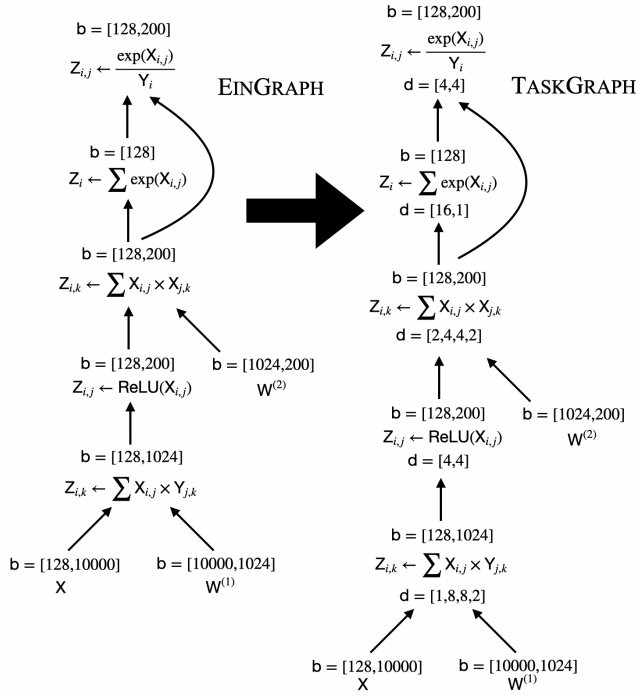 b = [128,200]
Z_{i,j} ← exp(X_{i,j}) / Y_i
EINGRAPH
b = [128]
Z_i ← ∑ exp(X_{i,j})
b = [128,200]
Z_{i,k} ← ∑ X_{i,j} × X_{j,k}
b = [128,200]
Z_{i,j} ← ReLU(X_{i,j})
b = [1024,200]
W^{(2)}
b = [128,1024]
Z_{i,k} ← ∑ X_{i,j} × Y_{j,k}
b = [128,10000]
X
b = [10000,1024]
W^{(1)}
b = [128,200]
Z_{i,j} ← exp(X_{i,j}) / Y_i
d = [4,4]
TASKGRAPH
b = [128]
Z_i ← ∑ exp(X_{i,j})
d = [16,1]
b = [128,200]
Z_{i,k} ← ∑ X_{i,j} × X_{j,k}
d = [2,4,4,2]
b = [128,200]
Z_{i,j} ← ReLU(X_{i,j})
d = [4,4]
b = [1024,200]
W^{(2)}
b = [128,1024]
Z_{i,k} ← ∑ X_{i,j} × Y_{j,k}
d = [1,8,8,2]
b = [128,10000]
X
b = [10000,1024]
W^{(1)}